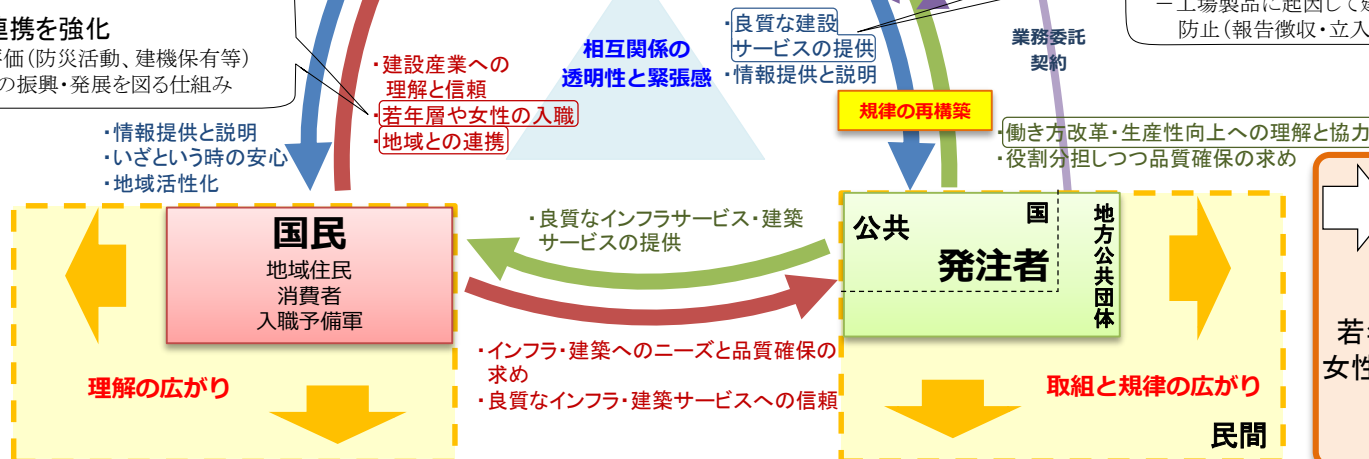 連携を強化
評価(防災活動、建機保有等)
の振興・発展を図る仕組み
・情報提供と説明
・いざという時の安心
・地域活性化
・建設産業への
理解と信頼
・若年層や女性の入職
・地域との連携
相互関係の
透明性と緊張感
・良質な建設
サービスの提供
・情報提供と説明
業務委託
契約
－工場製品に起因して建
防止(報告徴収・立入
規律の再構築
・働き方改革・生産性向上への理解と協力
・役割分担しつつ品質確保の求め
国民
地域住民
消費者
入職予備軍
理解の広がり
・良質なインフラサービス・建築
サービスの提供
・インフラ・建築へのニーズと品質確保の
求め
・良質なインフラ・建築サービスへの信頼
公共
国
地方公共団体
発注者
取組と規律の広がり
民間
若
女性